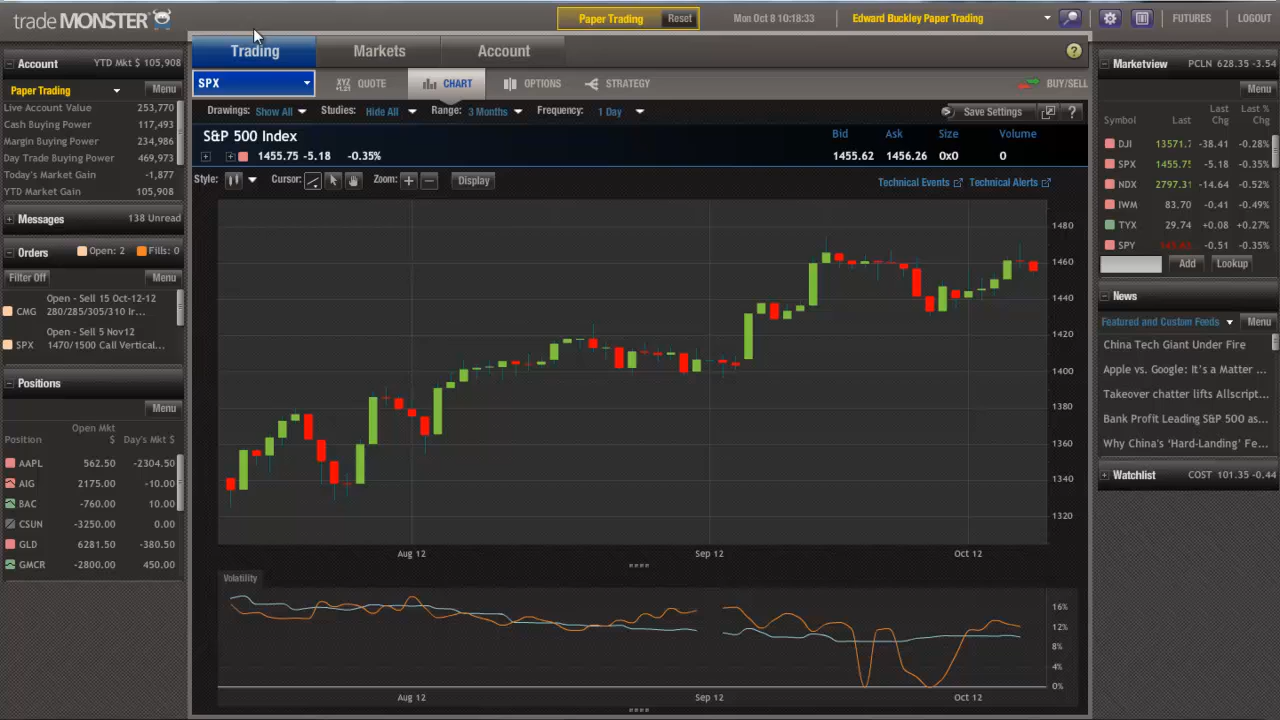 trade MONSTER
Paper Trading Reset
Mon Oct 8 10:18:33
Edward Buckley Paper Trading
FUTURES
LOGOUT
Account YTD Mkt $ 105,908
Paper Trading Menu
Live Account Value 253,770
Cash Buying Power 117,493
Margin Buying Power 234,986
Day Trade Buying Power 469,973
Today's Market Gain -1,877
YTD Market Gain 105,908
Messages 138 Unread
Orders Open: 2 Fills: 0
Filter Off Menu
Open - Sell 15 Oct-12-12
CMG 280/285/305/310 Ir...
Open - Sell 5 Nov12
SPX 1470/1500 Call Vertical...
Positions
Menu
Open Mkt Day's Mkt $
Position $
AAPL 562.50 -2304.50
AIG 2175.00 -10.00
BAC -760.00 10.00
CSUN -3250.00 0.00
GLD 6281.50 -380.50
GMCR -2800.00 450.00
Trading Markets Account ?
SPX XYZ QUOTE CHART OPTIONS STRATEGY BUY/SELL
Drawings: Show All Studies: Hide All Range: 3 Months Frequency: 1 Day Save Settings ?
S&P 500 Index Bid Ask Size Volume
1455.75 -5.18 -0.35% 1455.62 1456.26 0x0 0
Style: Cursor: Zoom: Display Technical Events Technical Alerts
1480
1460
1440
1420
1400
1380
1360
1340
1320
Aug 12 Sep 12 Oct 12
Volatility
16%
12%
8%
4%
0%
Aug 12 Sep 12 Oct 12
Marketview PCLN 628.35 -3.54
Menu
Last Last %
Symbol Last Chg Chg
DJI 13571.7 -38.41 -0.28%
SPX 1455.75 -5.18 -0.35%
NDX 2797.31 -14.64 -0.52%
IWM 83.70 -0.41 -0.49%
TYX 29.74 +0.08 +0.27%
SPY -0.51 -0.35%
Add Lookup
News
Featured and Custom Feeds Menu
China Tech Giant Under Fire
Apple vs. Google: It's a Matter ...
Takeover chatter lifts Allscript...
Bank Profit Leading S&P 500 as...
Why China's 'Hard-Landing' Fe...
Watchlist COST 101.35 -0.44